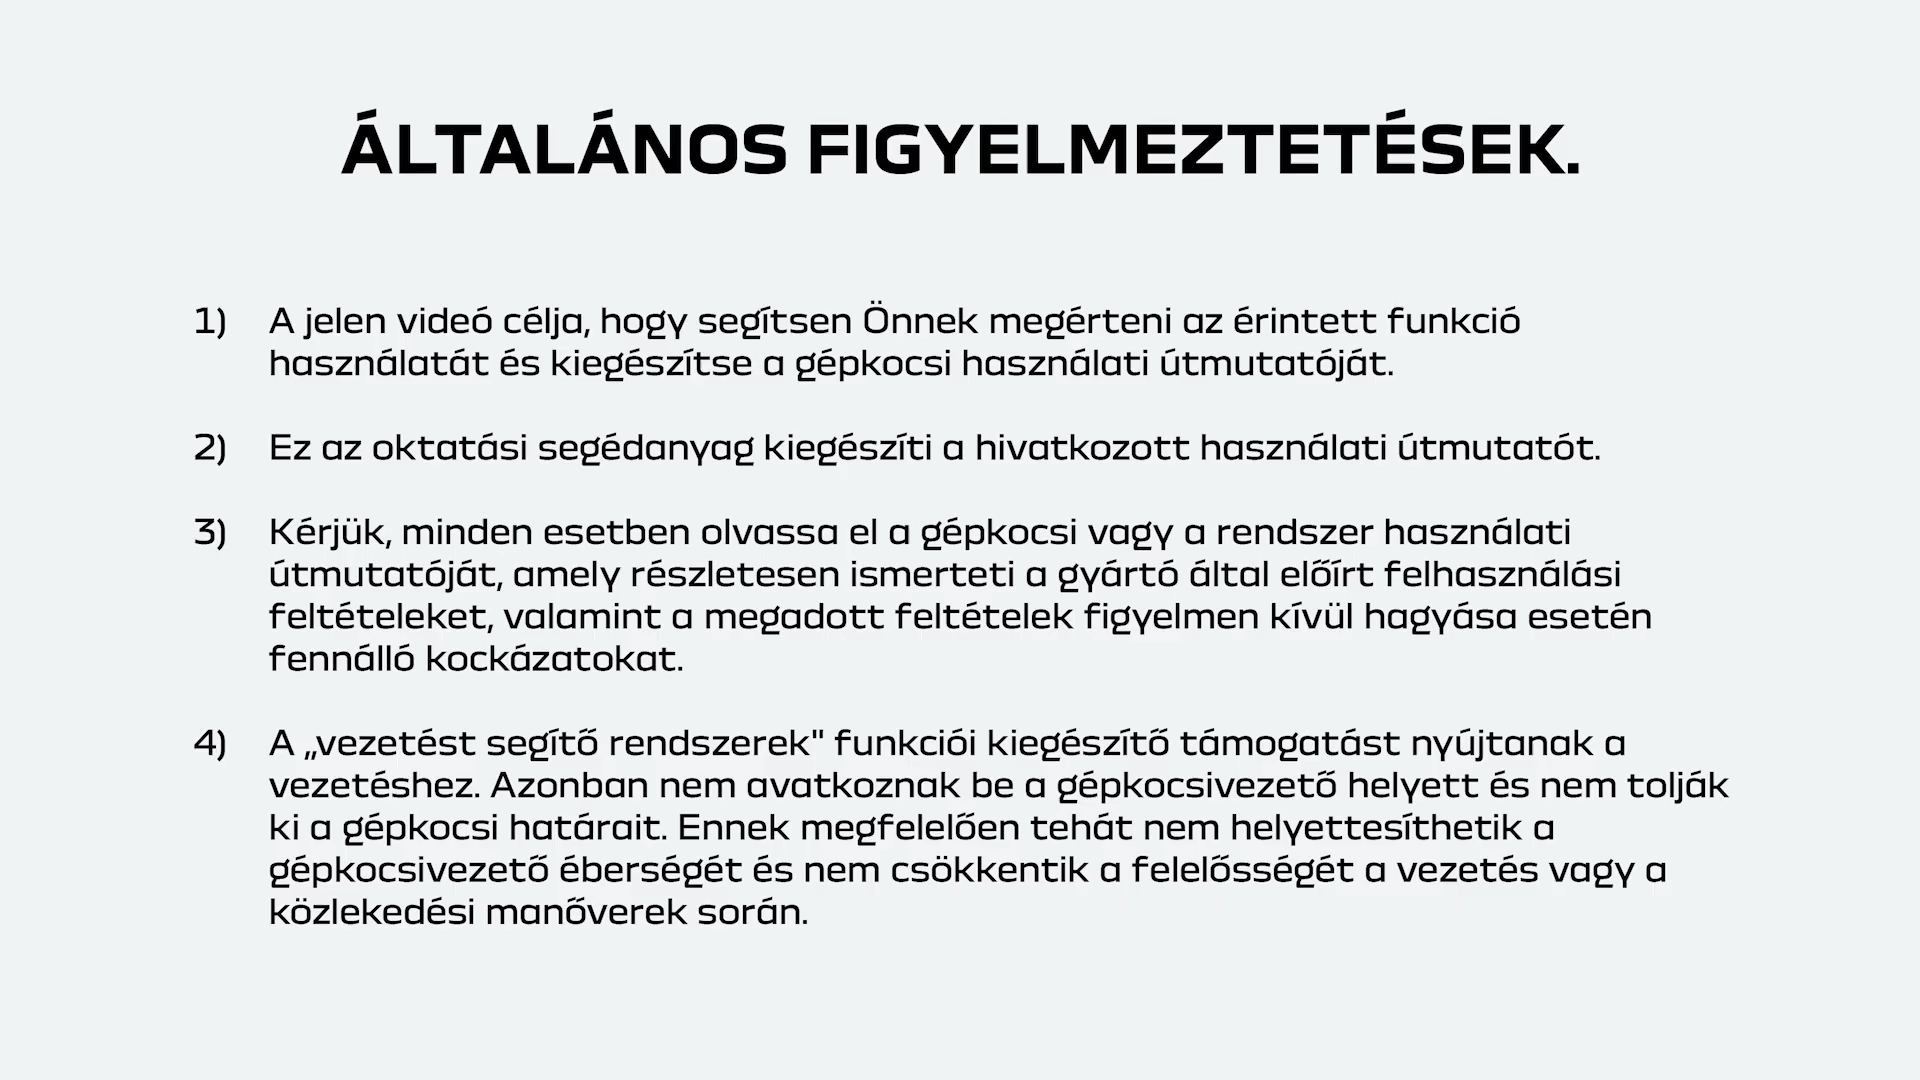 ÁLTALÁNOS FIGYELMEZTETÉSEK.
1) A jelen videó célja, hogy segítsen Önnek megérteni az érintett funkció
használatát és kiegészítse a gépkocsi használati útmutatóját.
2) Ez az oktatási segédanyag kiegészíti a hivatkozott használati útmutatót.
3) Kérjük, minden esetben olvassa el a gépkocsi vagy a rendszer használati
útmutatóját, amely részletesen ismerteti a gyártó által előírt felhasználási
feltételeket, valamint a megadott feltételek figyelmen kívül hagyása esetén
fennálló kockázatokat.
4) A „vezetést segítő rendszerek" funkciói kiegészítő támogatást nyújtanak a
vezetéshez. Azonban nem avatkoznak be a gépkocsivezető helyett és nem tolják
ki a gépkocsi határait. Ennek megfelelően tehát nem helyettesíthetik a
gépkocsivezető éberségét és nem csökkentik a felelősségét a vezetés vagy a
közlekedési manőverek során.